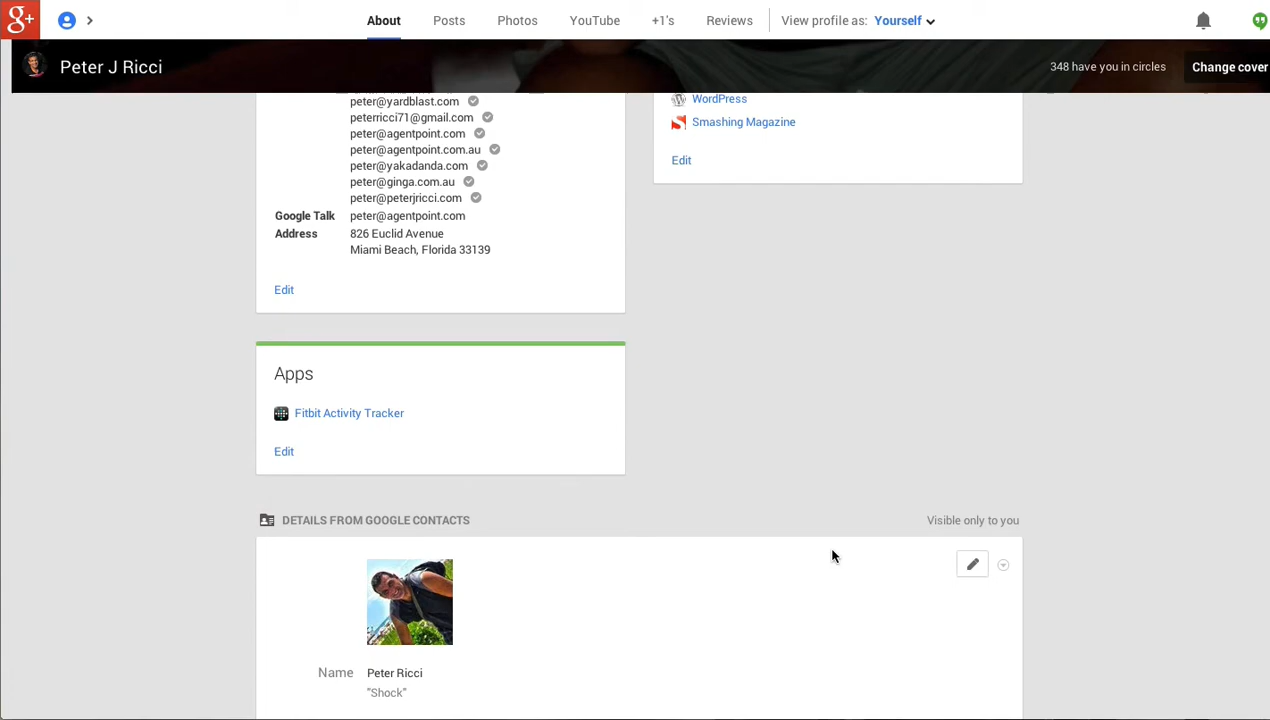 g+
About Posts Photos YouTube +1's Reviews View profile as: Yourself
Peter J Ricci
348 have you in circles
Change cover
peter@yardblast.com
peterricci71@gmail.com
peter@agentpoint.com
peter@agentpoint.com.au
peter@yakadanda.com
peter@ginga.com.au
peter@peterjricci.com
Google Talk peter@agentpoint.com
Address 826 Euclid Avenue
Miami Beach, Florida 33139
Edit
WordPress
Smashing Magazine
Edit
Apps
Fitbit Activity Tracker
Edit
DETAILS FROM GOOGLE CONTACTS
Visible only to you
Name Peter Ricci
"Shock"